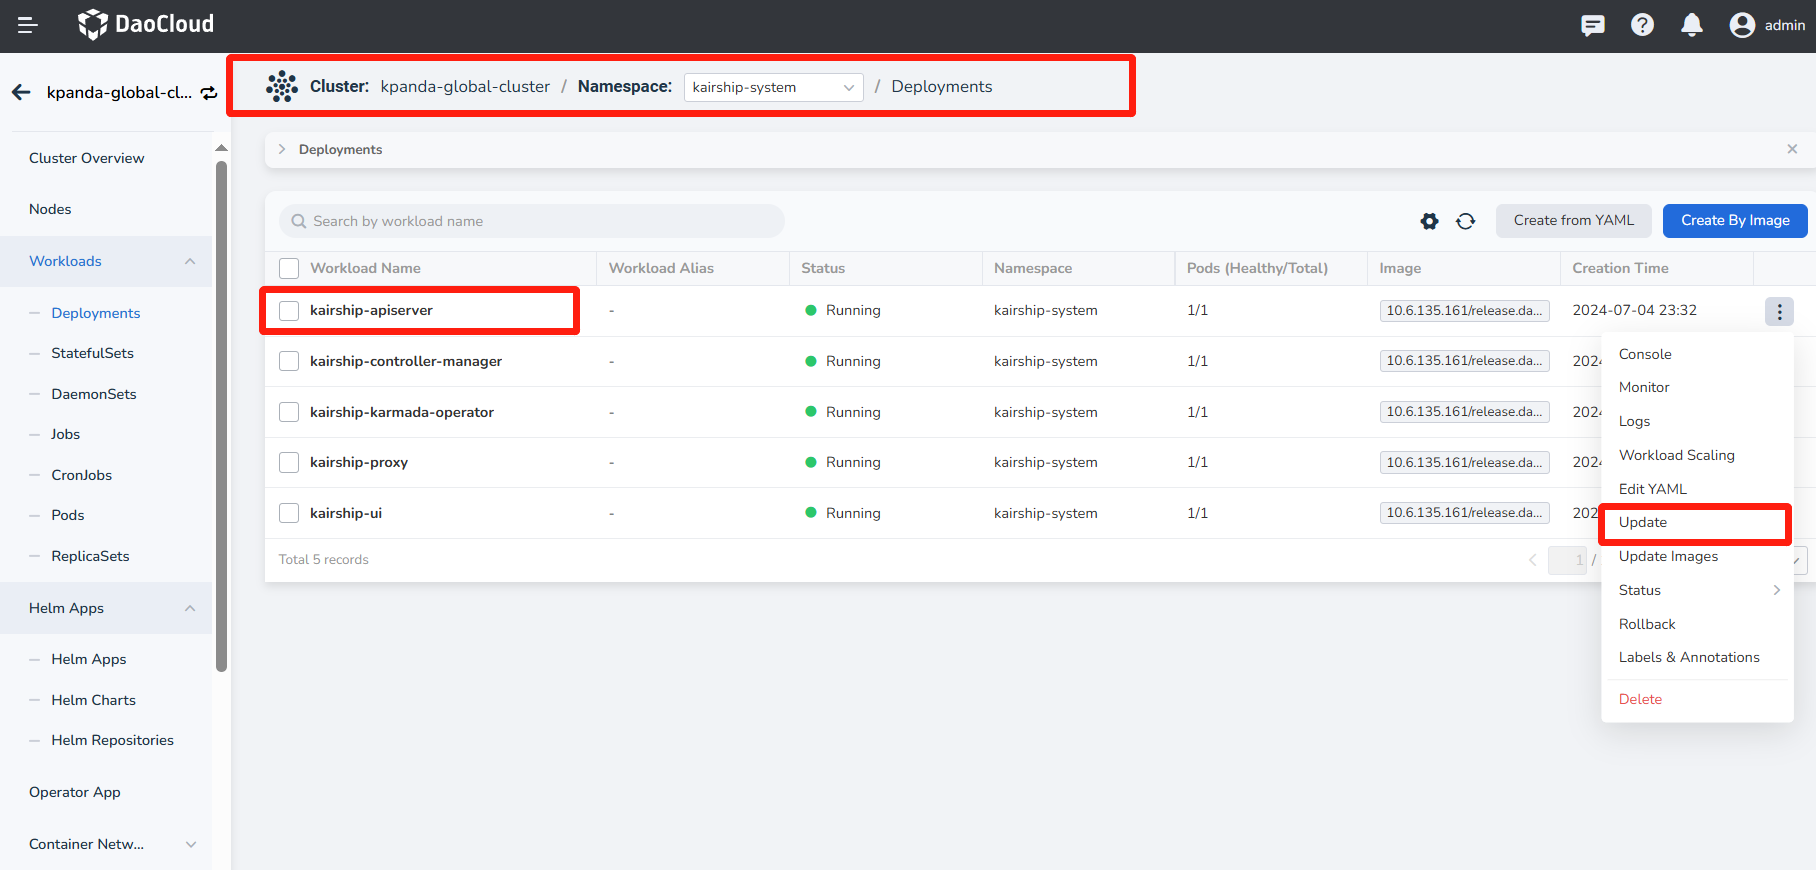 DaoCloud
admin
kpanda-global-cl...
Cluster: kpanda-global-cluster / Namespace: kairship-system / Deployments
Cluster Overview
Nodes
Workloads
Deployments
StatefulSets
DaemonSets
Jobs
CronJobs
Pods
ReplicaSets
Helm Apps
Helm Apps
Helm Charts
Helm Repositories
Operator App
Container Netw...
Deployments
Search by workload name
Create from YAML
Create By Image
Workload Name Workload Alias Status Namespace Pods (Healthy/Total) Image Creation Time
kairship-apiserver - Running kairship-system 1/1 10.6.135.161/release.da... 2024-07-04 23:32
kairship-controller-manager - Running kairship-system 1/1 10.6.135.161/release.da... 2024
kairship-karmada-operator - Running kairship-system 1/1 10.6.135.161/release.da... 2024
kairship-proxy - Running kairship-system 1/1 10.6.135.161/release.da... 2024
kairship-ui - Running kairship-system 1/1 10.6.135.161/release.da... 202
Total 5 records
1 /
Console
Monitor
Logs
Workload Scaling
Edit YAML
Update
Update Images
Status
Rollback
Labels & Annotations
Delete